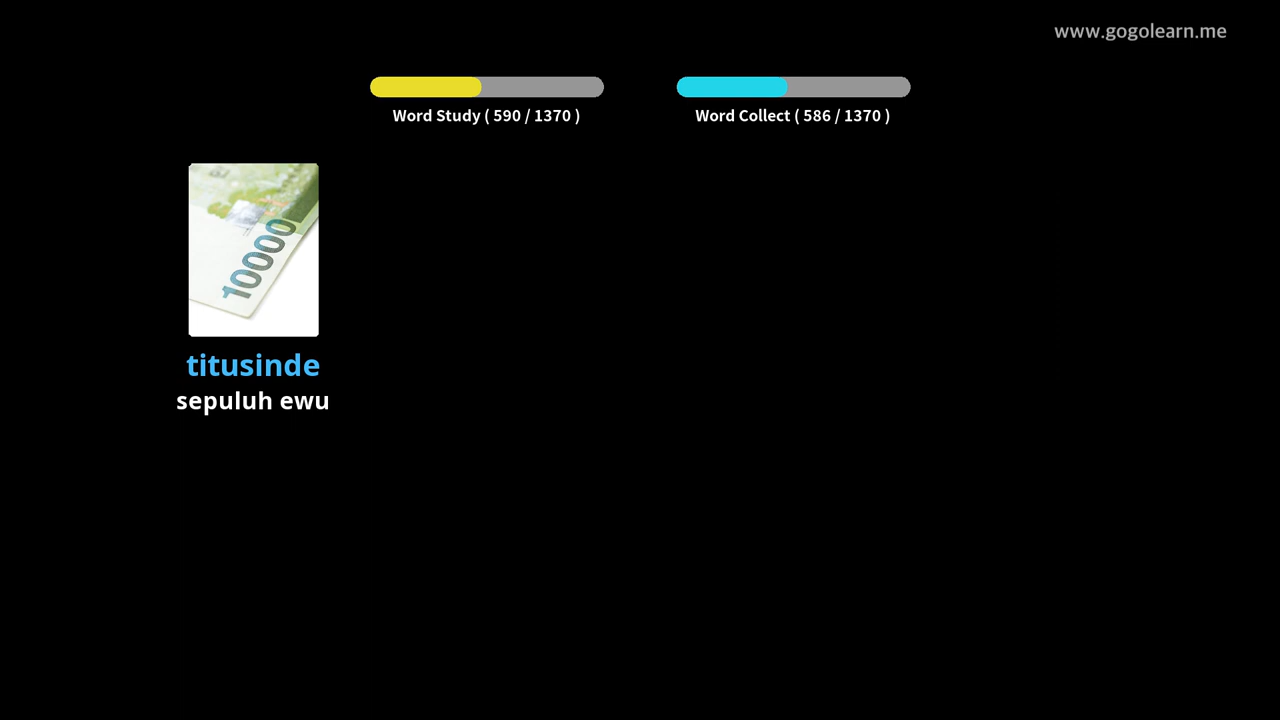 www.gogolearn.me
Word Study ( 590 / 1370 )
Word Collect ( 586 / 1370 )
10000
titusinde
sepuluh ewu